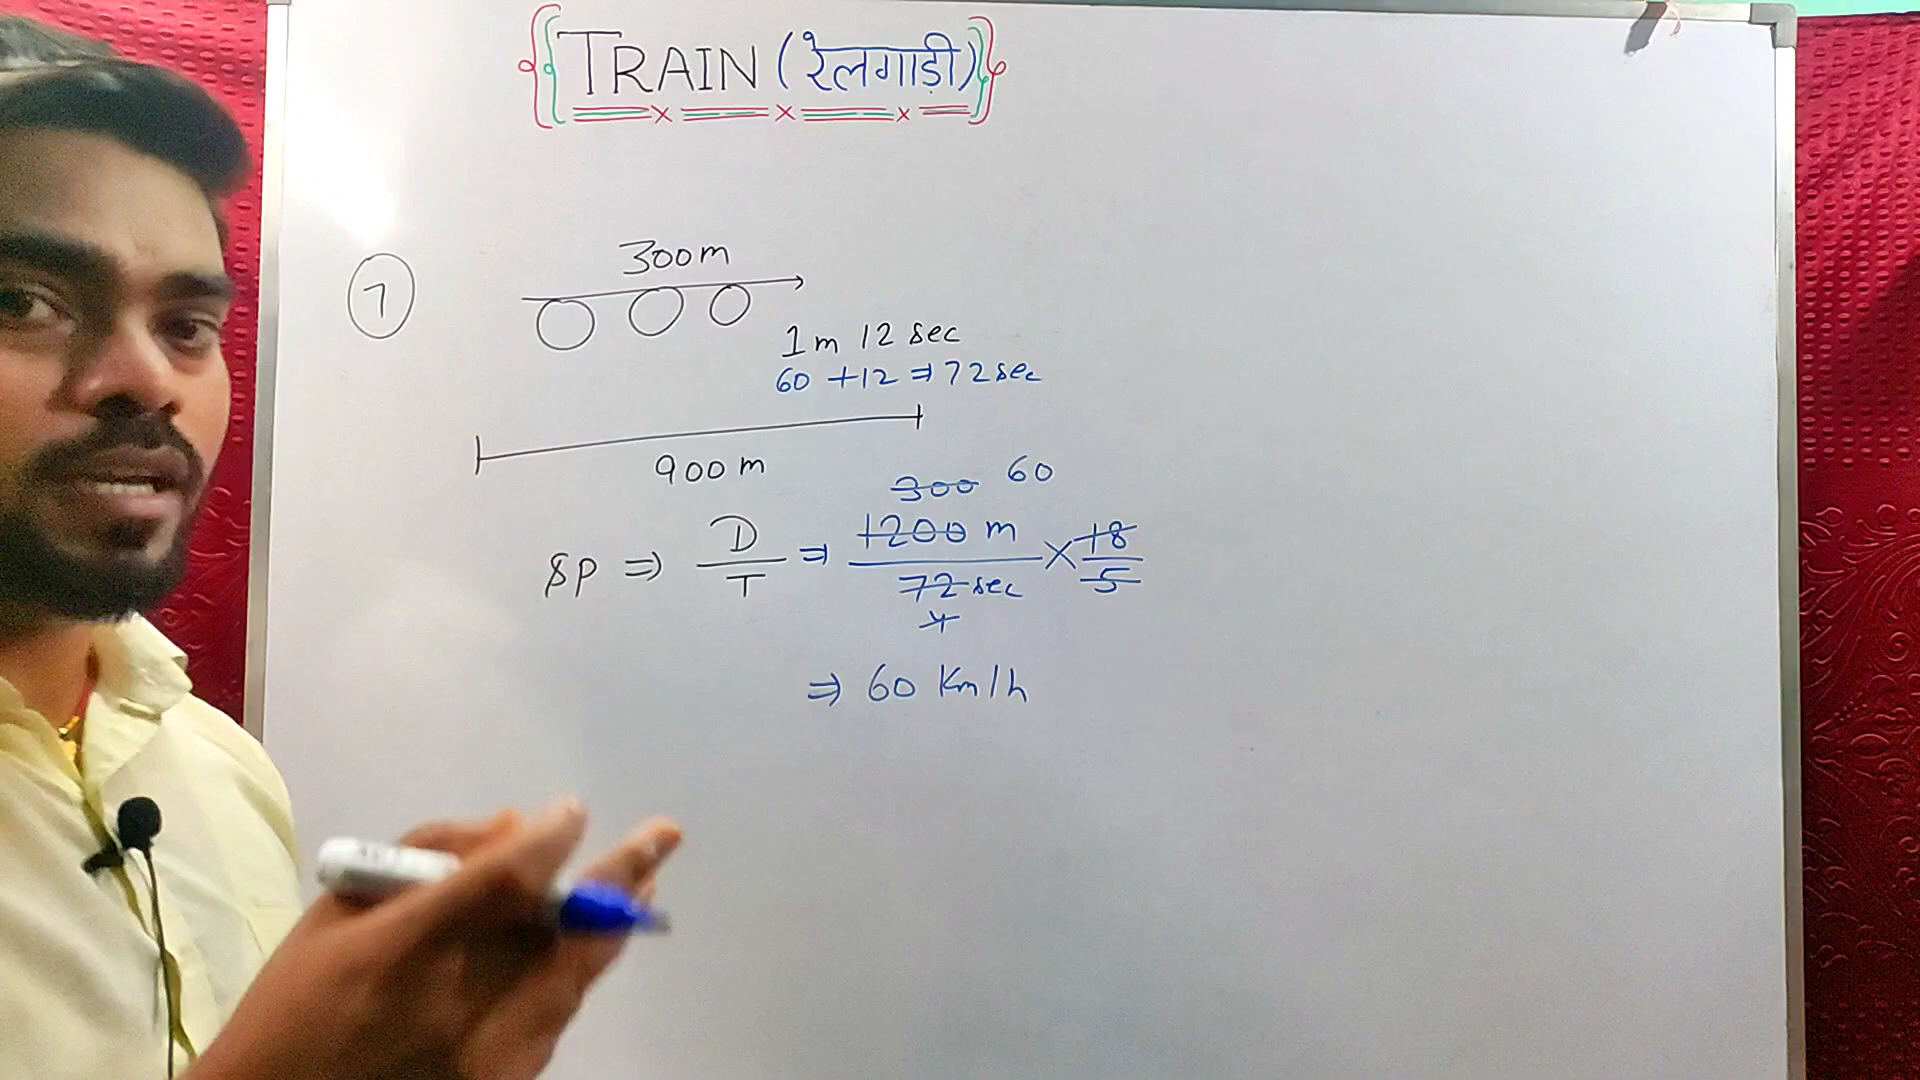 TRAIN (रेलगाड़ी)
7
300m
1m 12 sec
60 + 12 ⇒ 72 sec
900 m
300 60
SP ⇒ D/T ⇒ 1200 m / 72 sec × 18/5
4
⇒ 60 Km/h